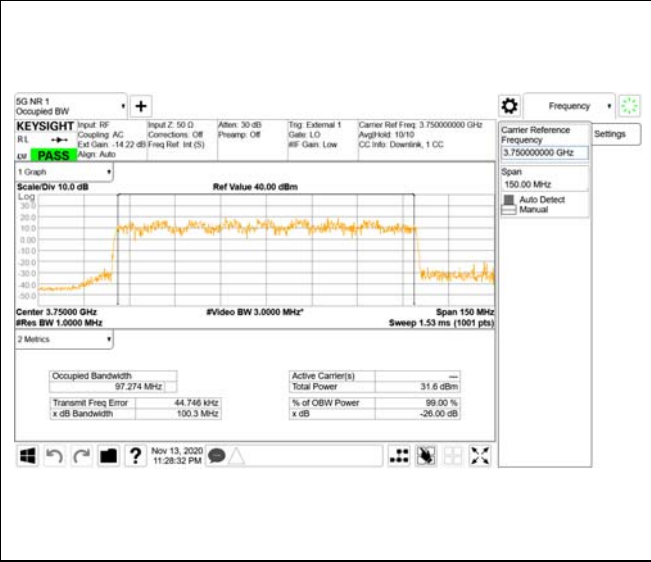 5G NR 1
Occupied BW
Frequency
KEYSIGHT
R L
PASS
Input: RF
Coupling: AC
Ext Gain: -14.22 dB
Align: Auto
Input Z: 50 Ω
Corrections: Off
Freq Ref: Int (S)
Atten: 30 dB
Preamp: Off
Trig: External 1
Gate: LO
#IF Gain: Low
Carrier Ref Freq: 3.750000000 GHz
Avg|Hold: 10/10
CC Info: Downlink, 1 CC
Carrier Reference
Frequency
3.750000000 GHz
Settings
Span
150.00 MHz
Auto Detect
Manual
1 Graph
Scale/Div 10.0 dB
Ref Value 40.00 dBm
Log
30.0
20.0
10.0
0.00
-10.0
-20.0
-30.0
-40.0
-50.0
Center 3.75000 GHz
#Video BW 3.0000 MHz*
Span 150 MHz
#Res BW 1.0000 MHz
Sweep 1.53 ms (1001 pts)
2 Metrics
Occupied Bandwidth
97.274 MHz
Transmit Freq Error 44.746 kHz
x dB Bandwidth 100.3 MHz
Active Carrier(s) —
Total Power 31.6 dBm
% of OBW Power 99.00 %
x dB -26.00 dB
?
Nov 13, 2020
11:28:32 PM